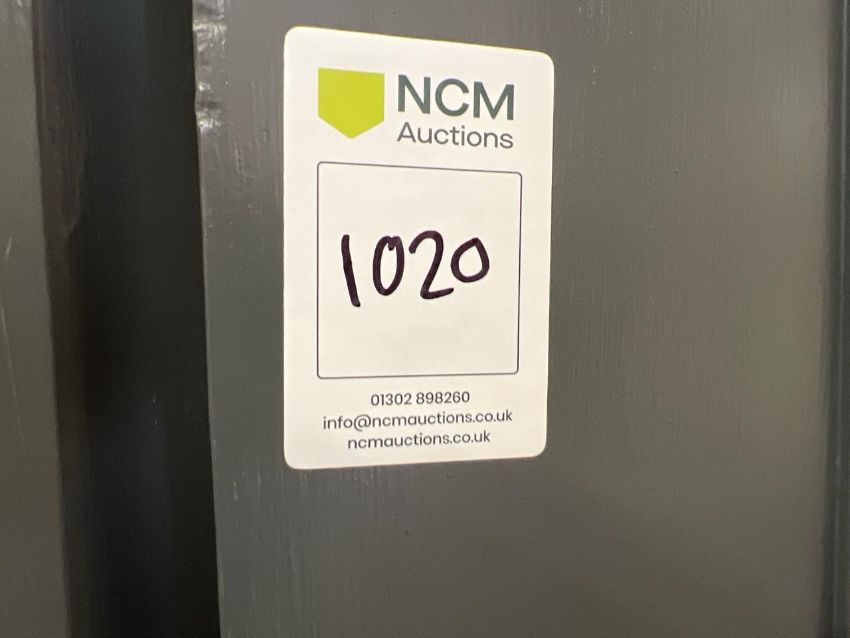 NCM
Auctions
1020
01302 898260
info@ncmauctions.co.uk
ncmauctions.co.uk